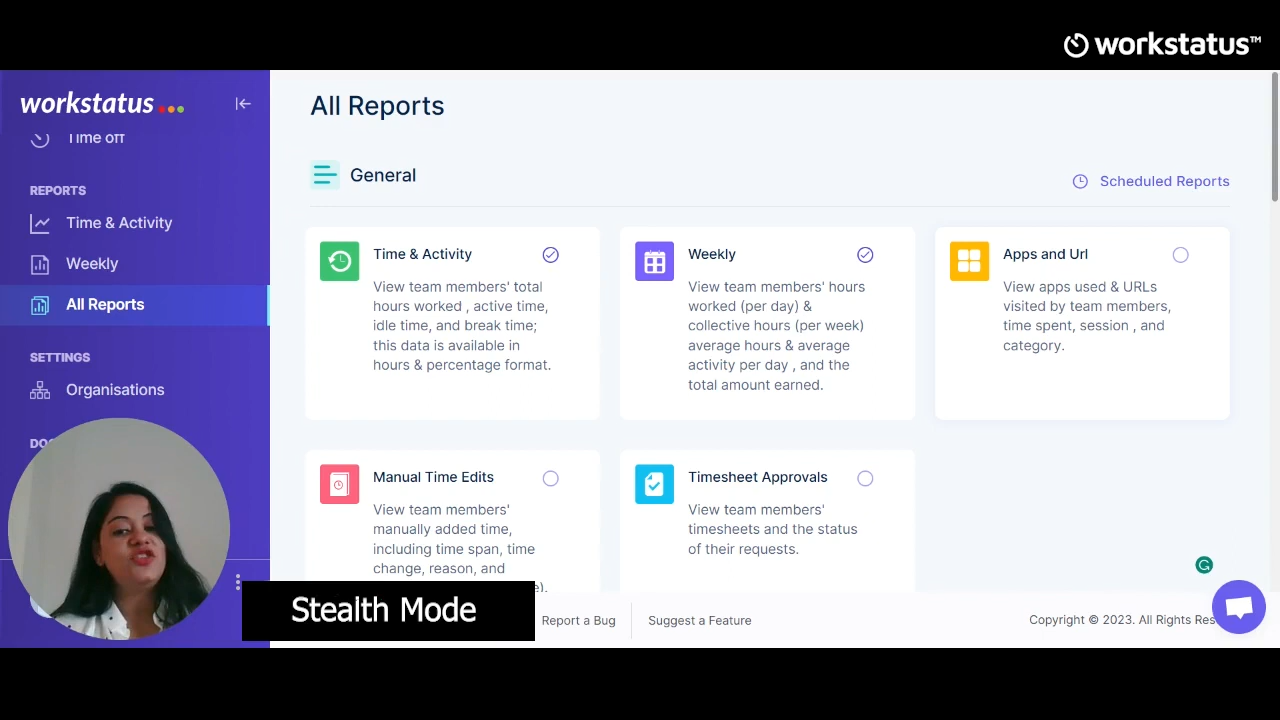 workstatus™
workstatus
Time off
REPORTS
Time & Activity
Weekly
All Reports
SETTINGS
Organisations
All Reports
General
Scheduled Reports
Time & Activity
View team members' total
hours worked , active time,
idle time, and break time;
this data is available in
hours & percentage format.
Weekly
View team members' hours
worked (per day) &
collective hours (per week)
average hours & average
activity per day , and the
total amount earned.
Apps and Url
View apps used & URLs
visited by team members,
time spent, session , and
category.
Manual Time Edits
View team members'
manually added time,
including time span, time
change, reason, and
Timesheet Approvals
View team members'
timesheets and the status
of their requests.
Stealth Mode
Report a Bug
Suggest a Feature
Copyright © 2023. All Rights Res